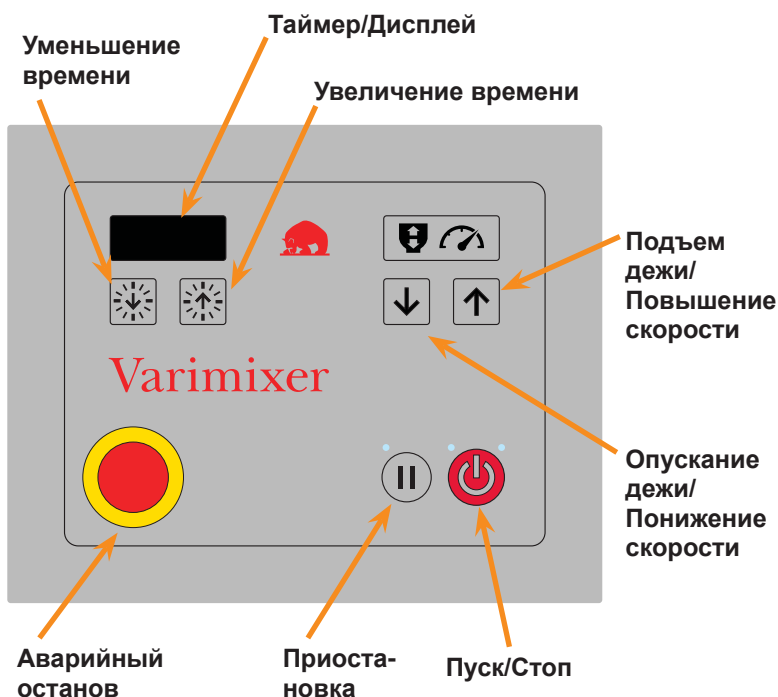 Таймер/Дисплей
Уменьшение
времени
Увеличение времени
Подъем
дежи/
Повышение
скорости
Varimixer
Опускание
дежи/
Понижение
скорости
Аварийный
останов
Приоста-
новка
Пуск/Стоп